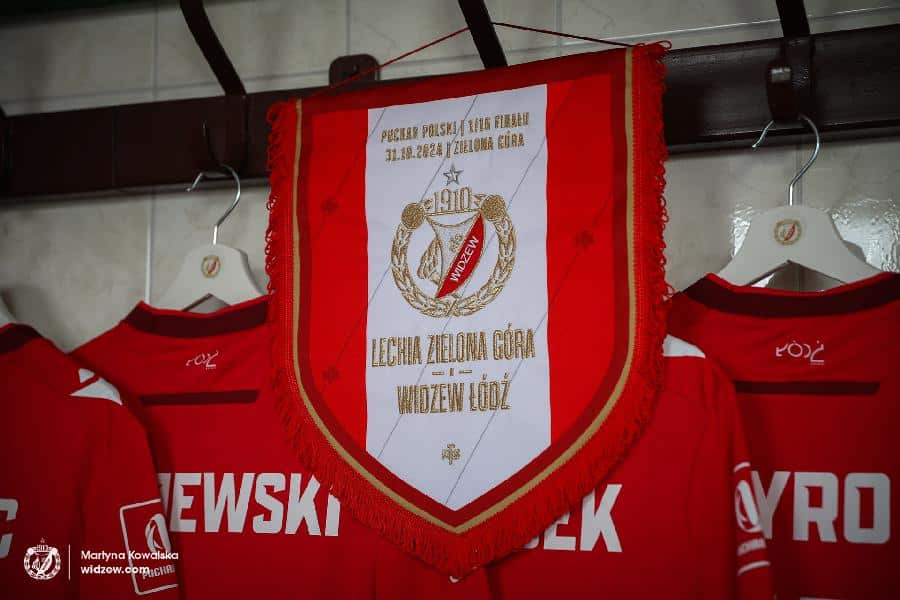 PUCHAR POLSKI | 1/16 FINAŁU
31.10.2024 | ZIELONA GÓRA
1910
WIDZEW
LECHIA ZIELONA GÓRA
WIDZEW ŁÓDŹ
ŁÓDŹ
ŁÓDŹ
C
EWSKI
EK
YRO
PUCHAR
Martyna Kowalska
widzew.com